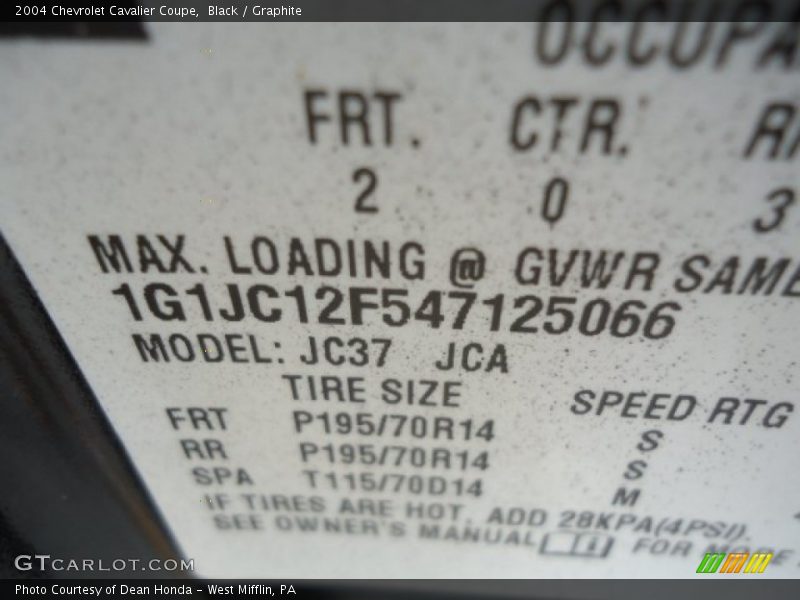 2004 Chevrolet Cavalier Coupe, Black / Graphite
FRT. CTR.
2 0 3
MAX. LOADING @ GVWR SAME
1G1JC12F547125066
MODEL: JC37 JCA
TIRE SIZE SPEED RTG
FRT P195/70R14 S
RR P195/70R14 S
SPA T115/70D14 M
IF TIRES ARE HOT, ADD 28KPA(4PSI).
SEE OWNER'S MANUAL FOR MORE
GTCARLOT.COM
Photo Courtesy of Dean Honda - West Mifflin, PA